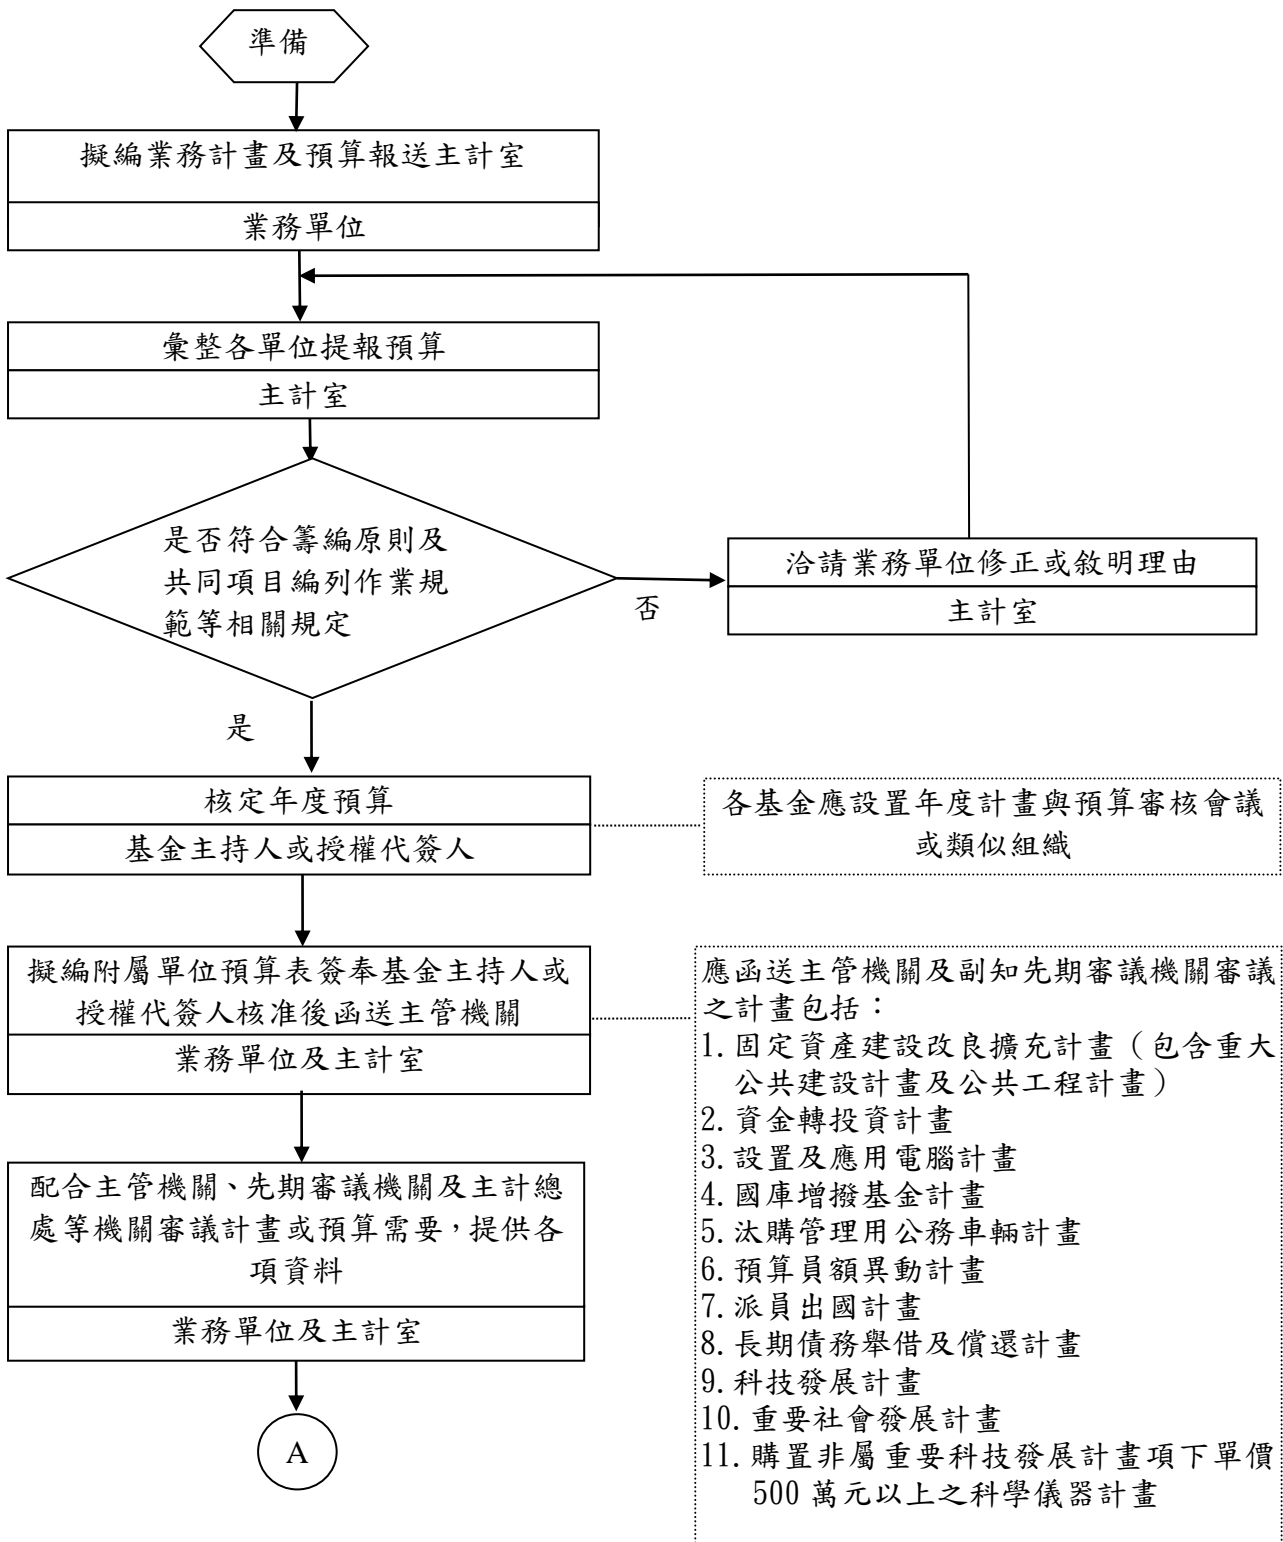 準備
擬編業務計畫及預算報送主計室
業務單位
彙整各單位提報預算
主計室
是否符合籌編原則及
共同項目編列作業規
範等相關規定
否
洽請業務單位修正或敘明理由
主計室
是
核定年度預算
基金主持人或授權代簽人
各基金應設置年度計畫與預算審核會議
或類似組織
擬編附屬單位預算表簽奉基金主持人或
授權代簽人核准後函送主管機關
業務單位及主計室
應函送主管機關及副知先期審議機關審議
之計畫包括：
1.固定資產建設改良擴充計畫（包含重大
公共建設計畫及公共工程計畫）
2.資金轉投資計畫
3.設置及應用電腦計畫
4.國庫增撥基金計畫
5.汰購管理用公務車輛計畫
6.預算員額異動計畫
7.派員出國計畫
8.長期債務舉借及償還計畫
9.科技發展計畫
10.重要社會發展計畫
11.購置非屬重要科技發展計畫項下單價
500 萬元以上之科學儀器計畫
配合主管機關、先期審議機關及主計總
處等機關審議計畫或預算需要，提供各
項資料
業務單位及主計室
A